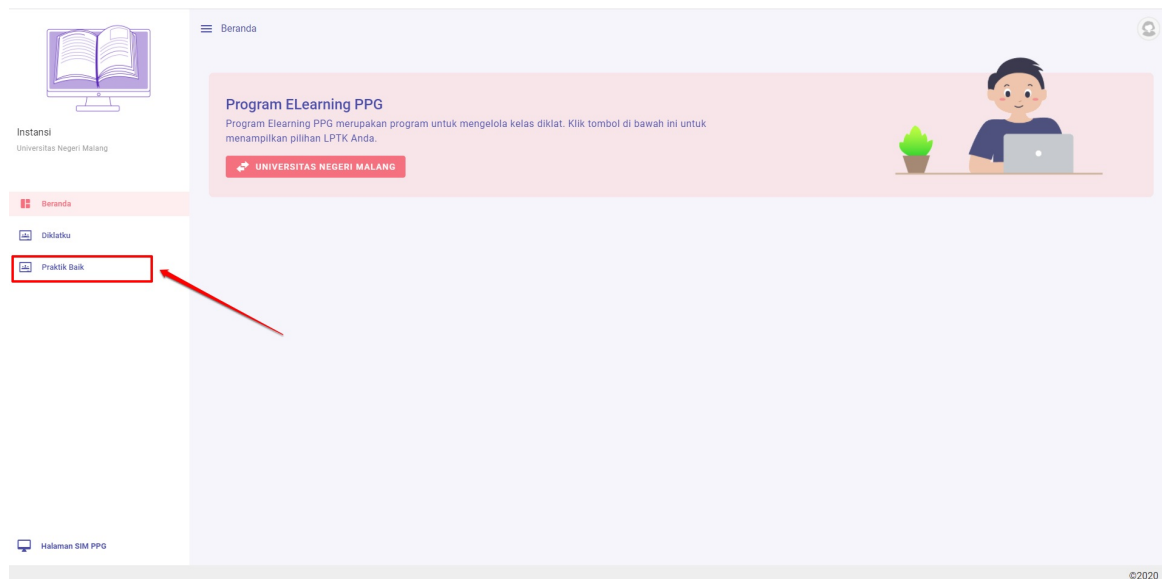 Beranda
Instansi
Universitas Negeri Malang
Program ELearning PPG
Program Elearning PPG merupakan program untuk mengelola kelas diklat. Klik tombol di bawah ini untuk
menampilkan pilihan LPTK Anda.
UNIVERSITAS NEGERI MALANG
Beranda
Diklatku
Praktik Baik
Halaman SIM PPG
©2020